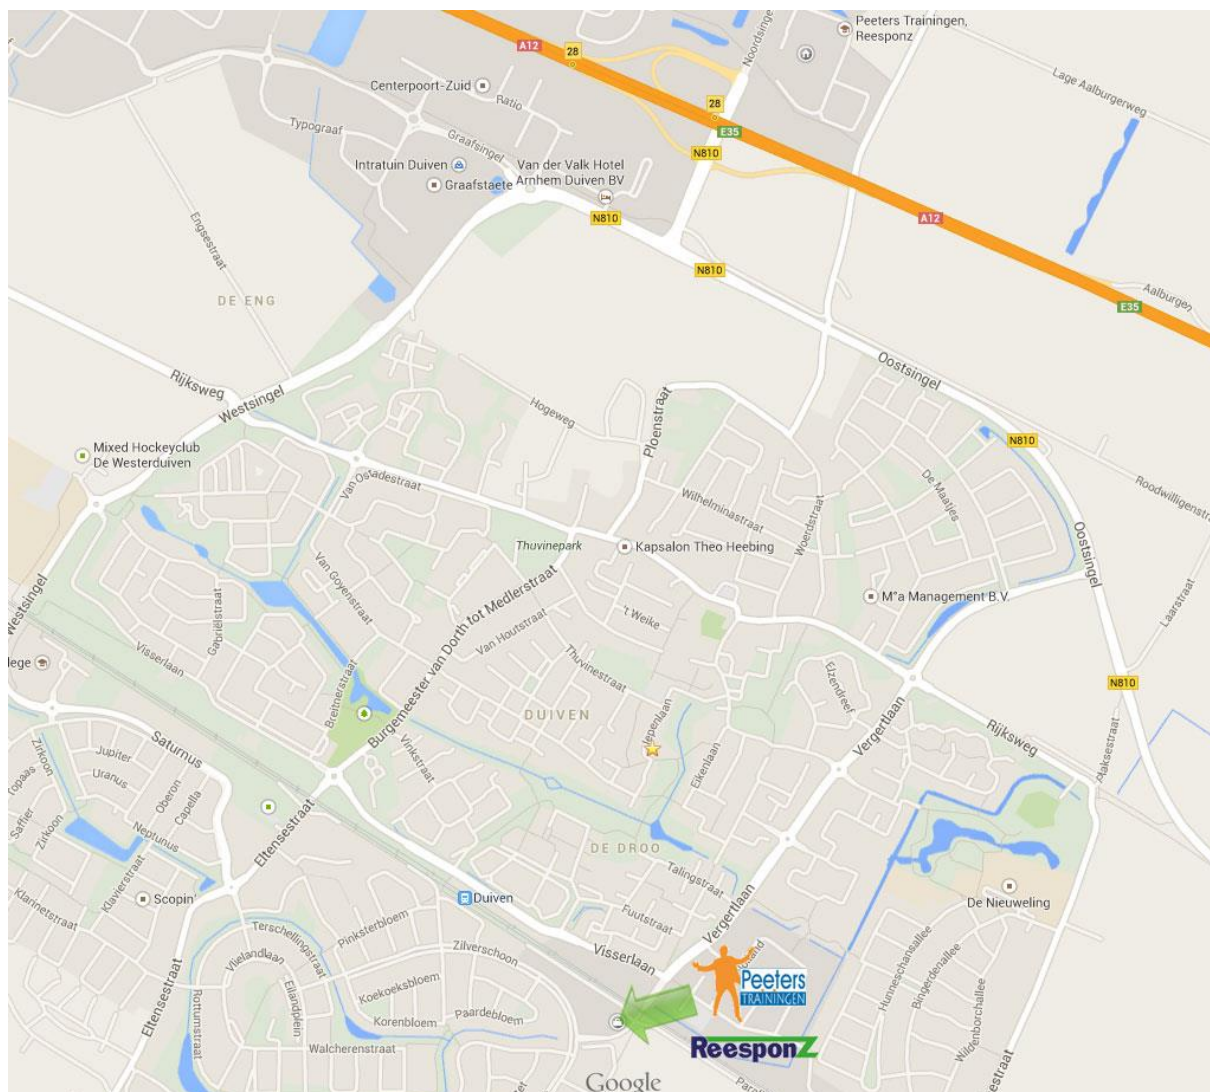 Peeters Trainingen,
Reesponz
Noordsingel
A12
28
Lage Aalburgerweg
Centerpoort-Zuid
Ratio
28
Typograaf
Graafsingel
E35
N810
Intratuin Duiven
Van der Valk Hotel
Arnhem Duiven BV
Graafstaete
N810
A12
Engsestraat
N810
DE ENG
Aalburgen
E35
Rijksweg
Westsingel
Oostsingel
Hogeweg
Ploenstraat
Mixed Hockeyclub
De Westerduiven
N810
Van Ostadestraat
De Maatjes
Wilhelminastraat
Woerdstraat
Thuvinepark
Kapsalon Theo Heebing
Oostsingel
Westsingel
Van Goyenstraat
M"a Management B.V.
Laarstraat
't Weike
Gabriëlstraat
Visserlaan
Van Houtstraat
Burgemeester van Dorth tot Medlerstraat
Thuvinestraat
lege
Elzendreef
N810
Breitnerstraat
DUIVEN
Iepenlaan
Rijksweg
Saturnus
Vinkstraat
Eikenlaan
Vergertlaan
Zirkoon
Jupiter
Uranus
Oberon
Capella
Saffier
Zirkoon
Neptunus
Eltensestraat
DE DROO
Talingstraat
Klavierstraat
Klarinetstraat
Scopin'
Duiven
De Nieuweling
Fuutstraat
Vergertlaan
Terschellingstraat
Pinksterbloem
Zilverschoon
Visserlaan
Vlielandlaan
Eilandplein
Koekoeksbloem
Paardebloem
Korenbloem
Hunneschansallee
Bingerdenallee
Wildenborchallee
Peeters
TRAININGEN
Eltensestraat
Rottumstraat
Walcherenstraat
ReesponZ
Google